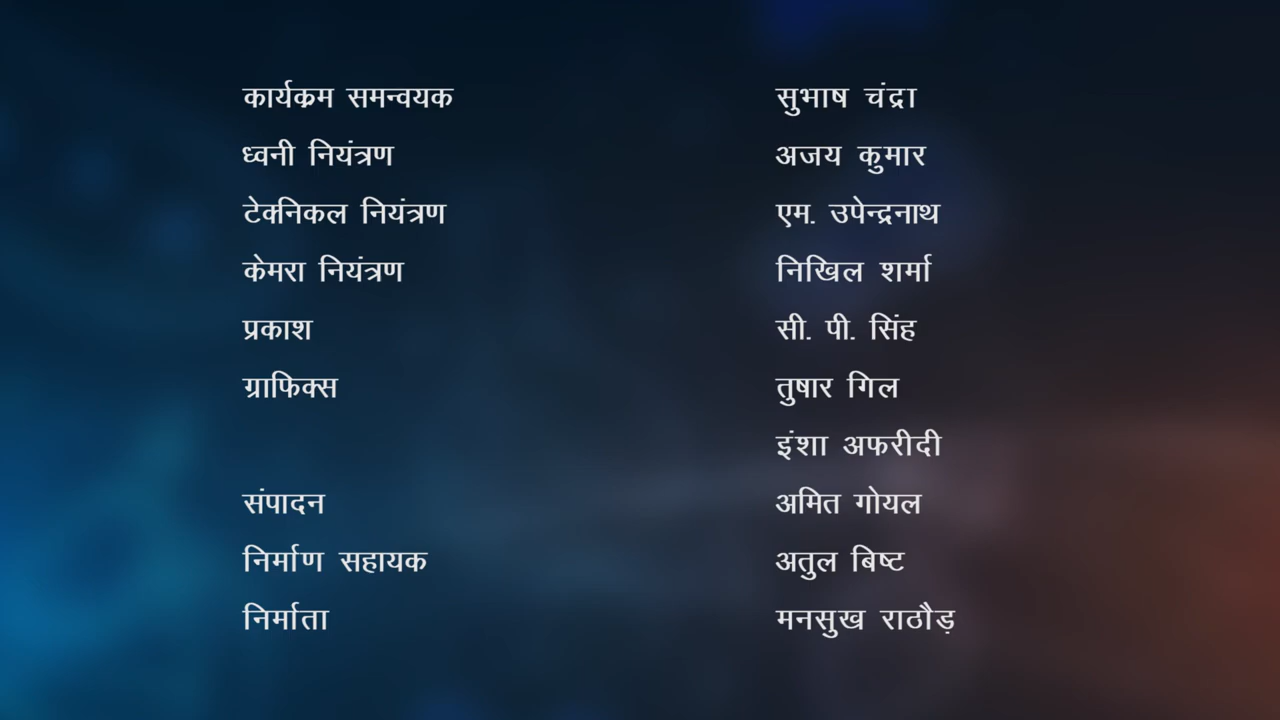 कार्यक्रम समन्वयक सुभाष चंद्रा
ध्वनी नियंत्रण अजय कुमार
टेक्निकल नियंत्रण एम. उपेन्द्रनाथ
केमरा नियंत्रण निखिल शर्मा
प्रकाश सी. पी. सिंह
ग्राफिक्स तुषार गिल
इंशा अफरीदी
संपादन अमित गोयल
निर्माण सहायक अतुल बिष्ट
निर्माता मनसुख राठौड़